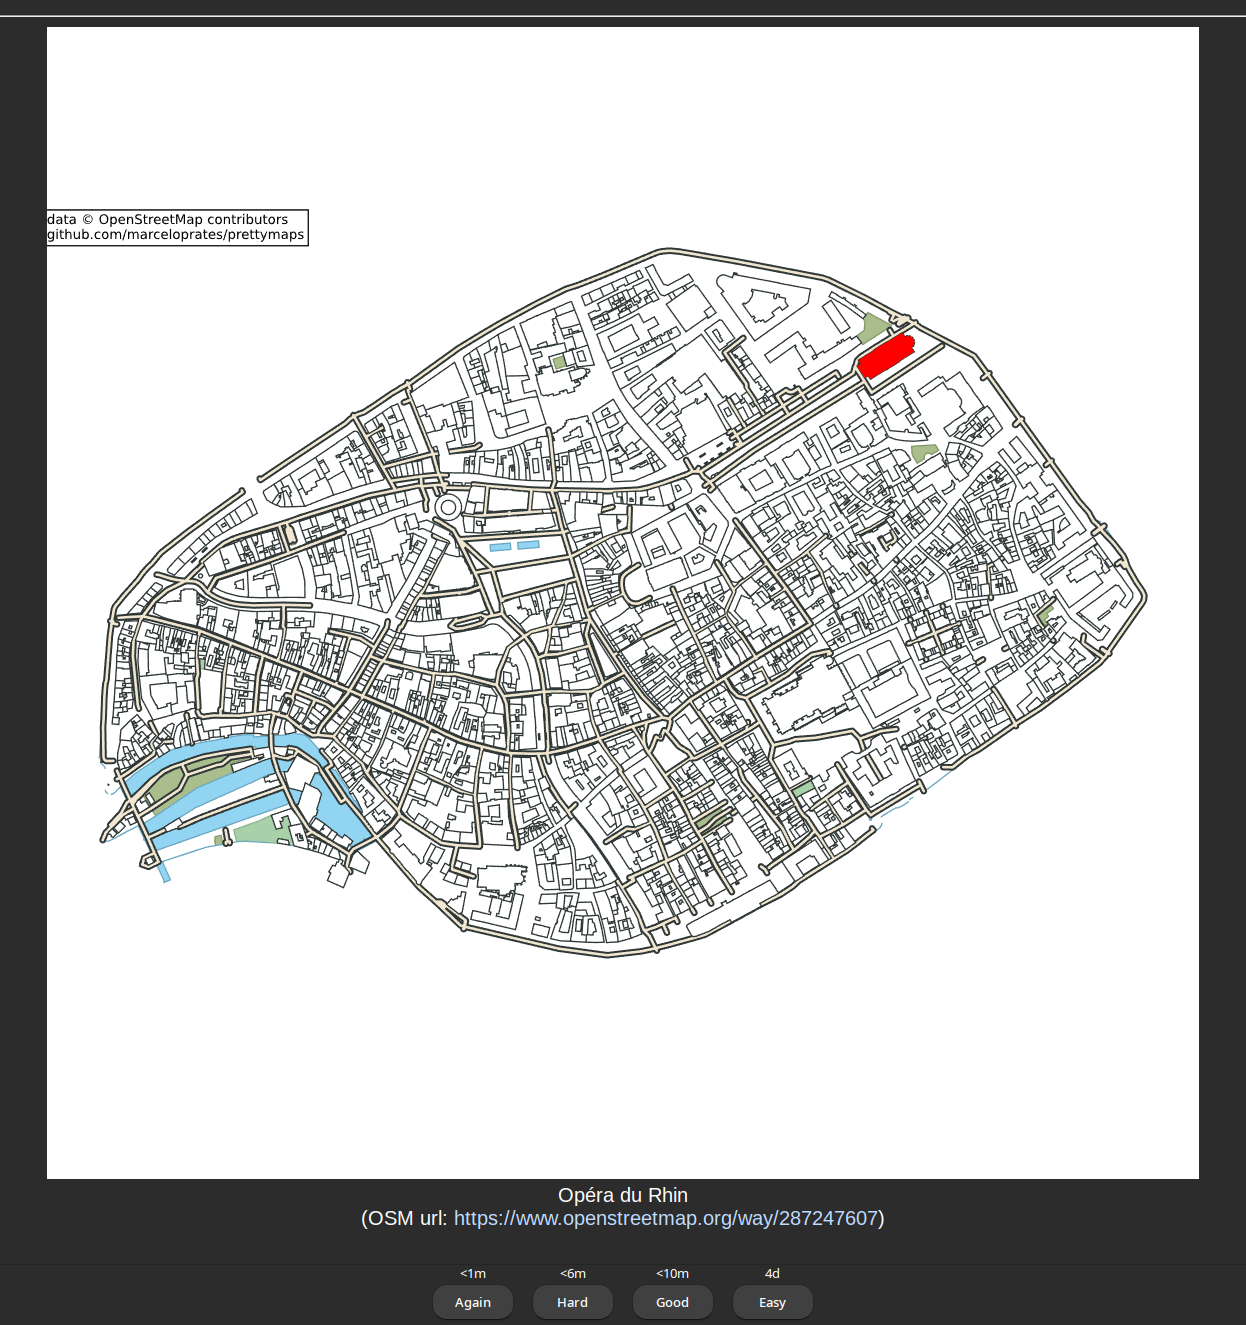 data © OpenStreetMap contributors
github.com/marceloprates/prettymaps
Opéra du Rhin
(OSM url: https://www.openstreetmap.org/way/287247607)
<1m <6m <10m 4d
Again Hard Good Easy